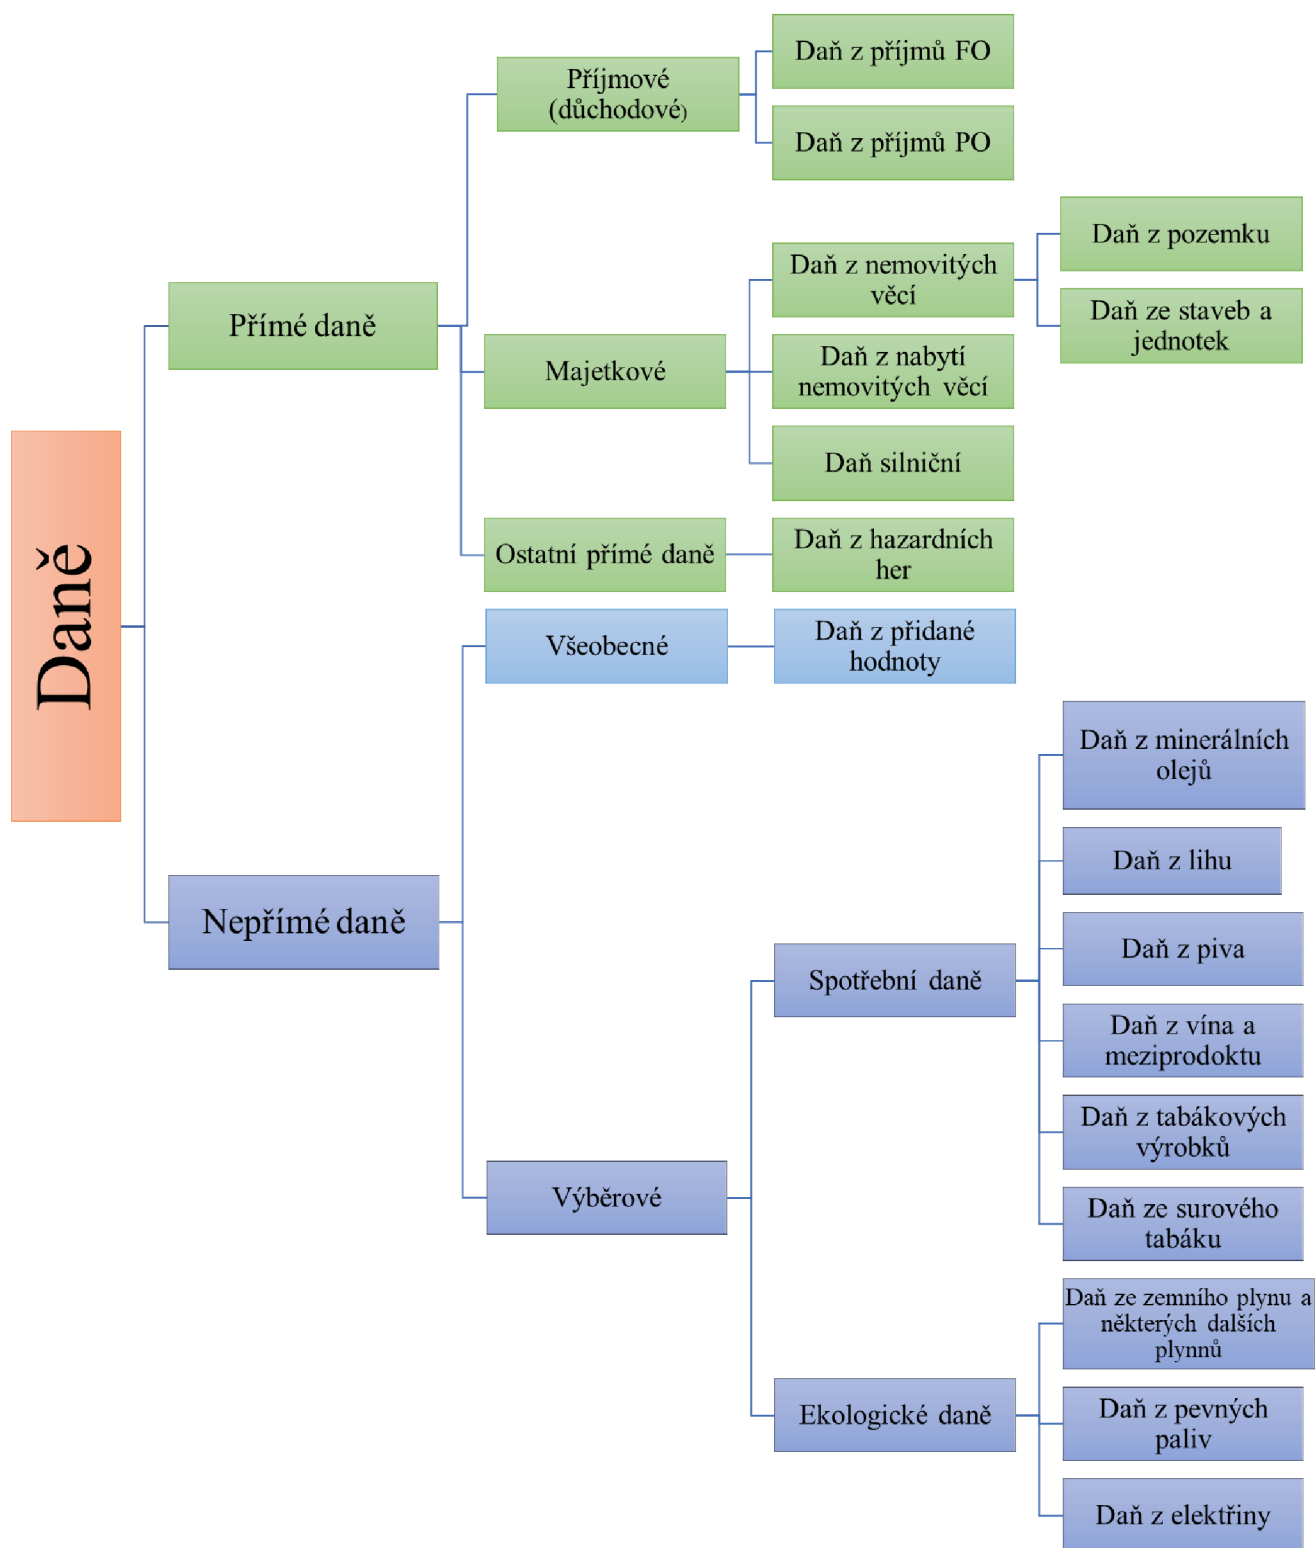 Daně
Přímé daně
Příjmové
(důchodové)
Daň z příjmů FO
Daň z příjmů PO
Majetkové
Daň z nemovitých
věcí
Daň z pozemku
Daň ze staveb a
jednotek
Daň z nabytí
nemovitých věcí
Daň silniční
Ostatní přímé daně
Daň z hazardních
her
Nepřímé daně
Všeobecné
Daň z přidané
hodnoty
Výběrové
Spotřební daně
Daň z minerálních
olejů
Daň z lihu
Daň z piva
Daň z vína a
meziprodoktu
Daň z tabákových
výrobků
Daň ze surového
tabáku
Ekologické daně
Daň ze zemního plynu a
některých dalších
plynnů
Daň z pevných
paliv
Daň z elektřiny